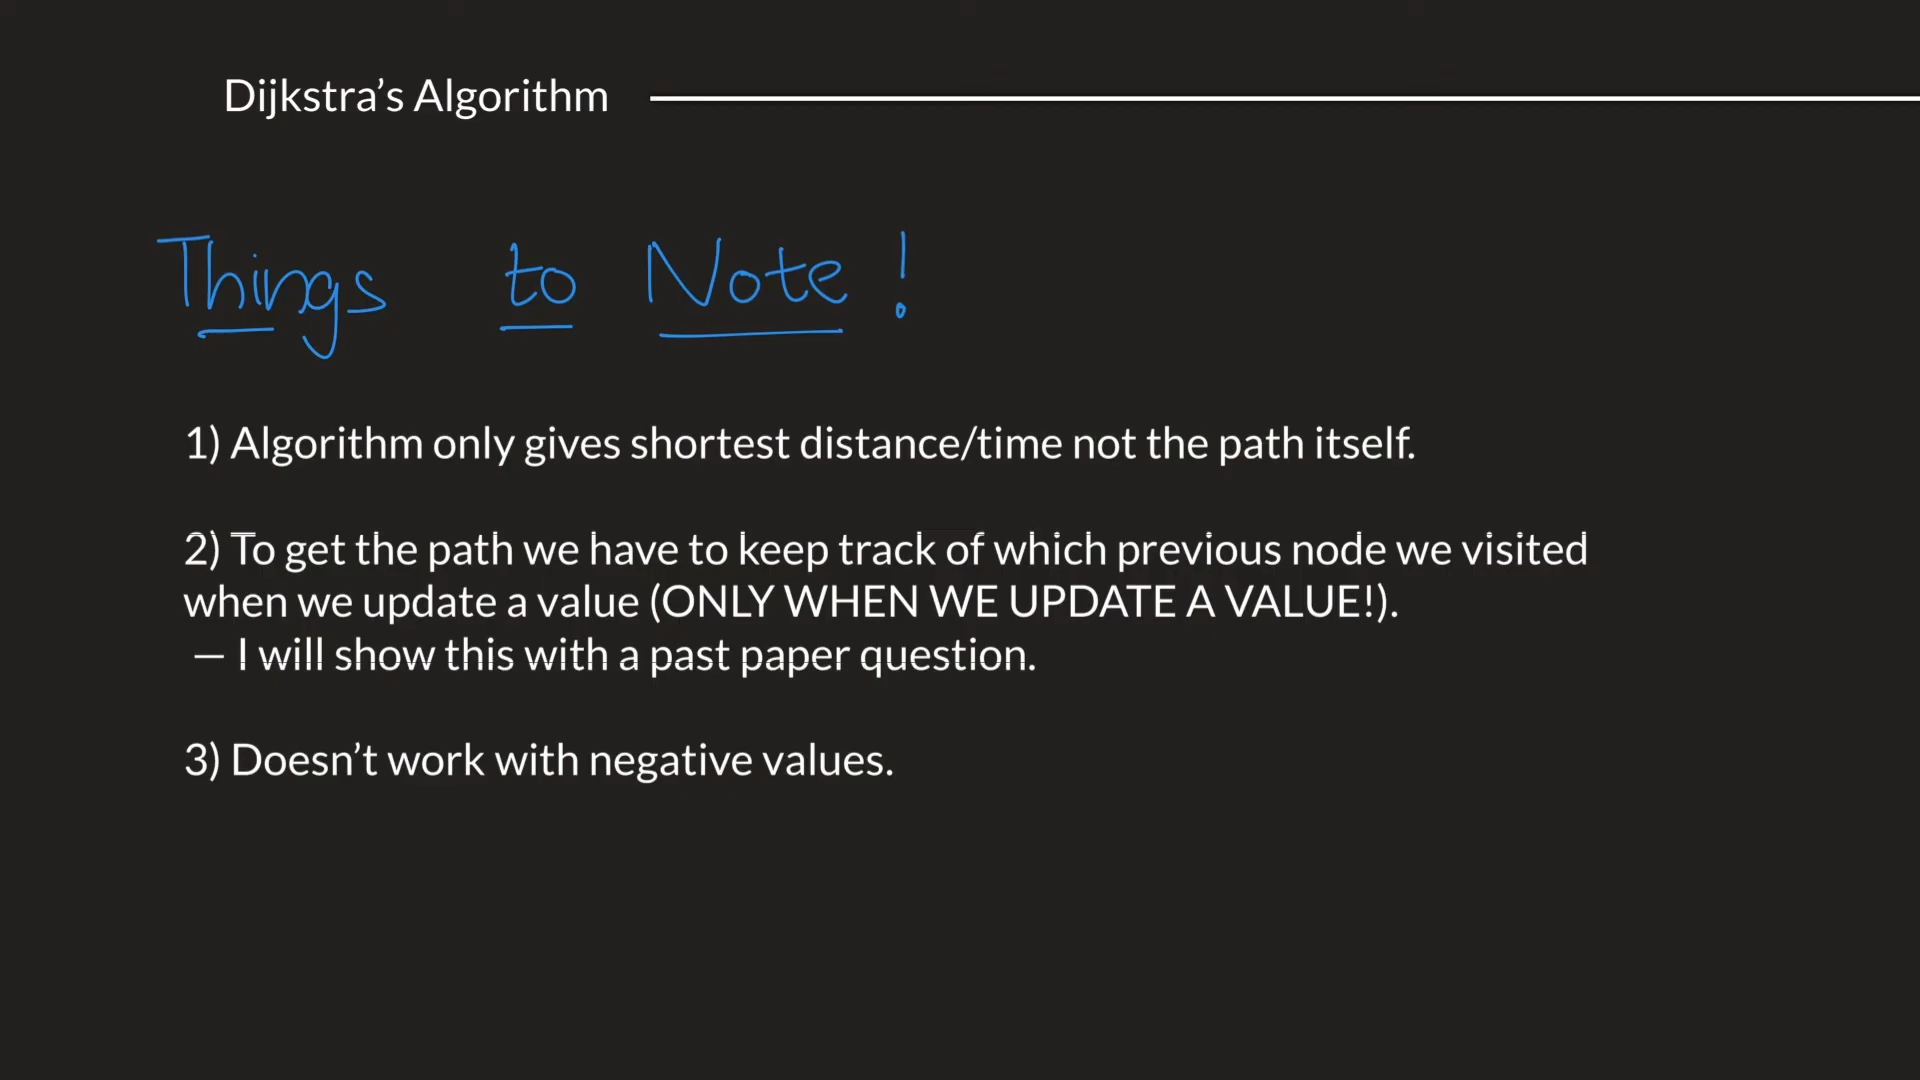 Dijkstra’s Algorithm
Things to Note!
1) Algorithm only gives shortest distance/time not the path itself.
2) To get the path we have to keep track of which previous node we visited
when we update a value (ONLY WHEN WE UPDATE A VALUE!).
— I will show this with a past paper question.
3) Doesn’t work with negative values.